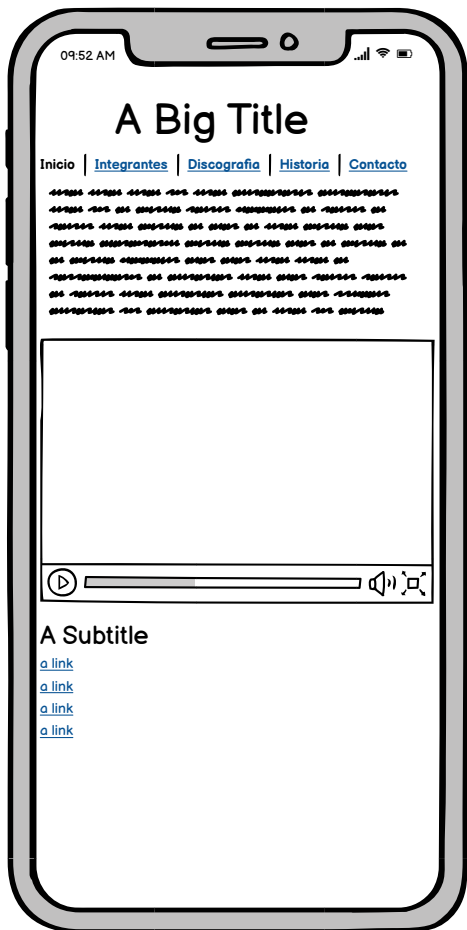 09:52 AM
A Big Title
Inicio | Integrantes | Discografia | Historia | Contacto
A Subtitle
a link
a link
a link
a link